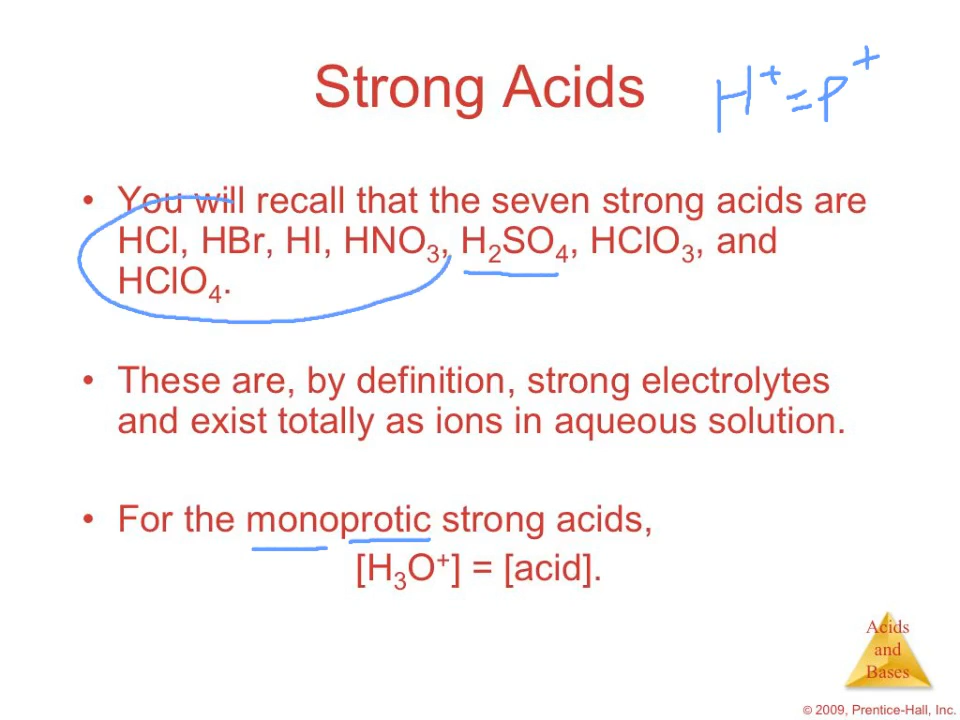 Strong Acids
H⁺ = P⁺
• You will recall that the seven strong acids are
HCl, HBr, HI, HNO₃, H₂SO₄, HClO₃, and
HClO₄.
• These are, by definition, strong electrolytes
and exist totally as ions in aqueous solution.
• For the monoprotic strong acids,
[H₃O⁺] = [acid].
Acids
and
Bases
© 2009, Prentice-Hall, Inc.